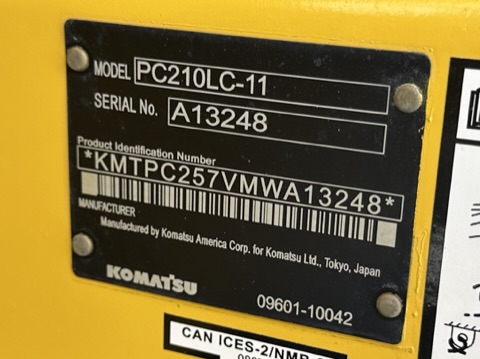 MODEL PC210LC-11
SERIAL No. A13248
Product Identification Number
*KMTPC257VMWA13248*
MANUFACTURER
Manufactured by Komatsu America Corp. for Komatsu Ltd., Tokyo, Japan
KOMATSU
09601-10042
CAN ICES-2/NMB